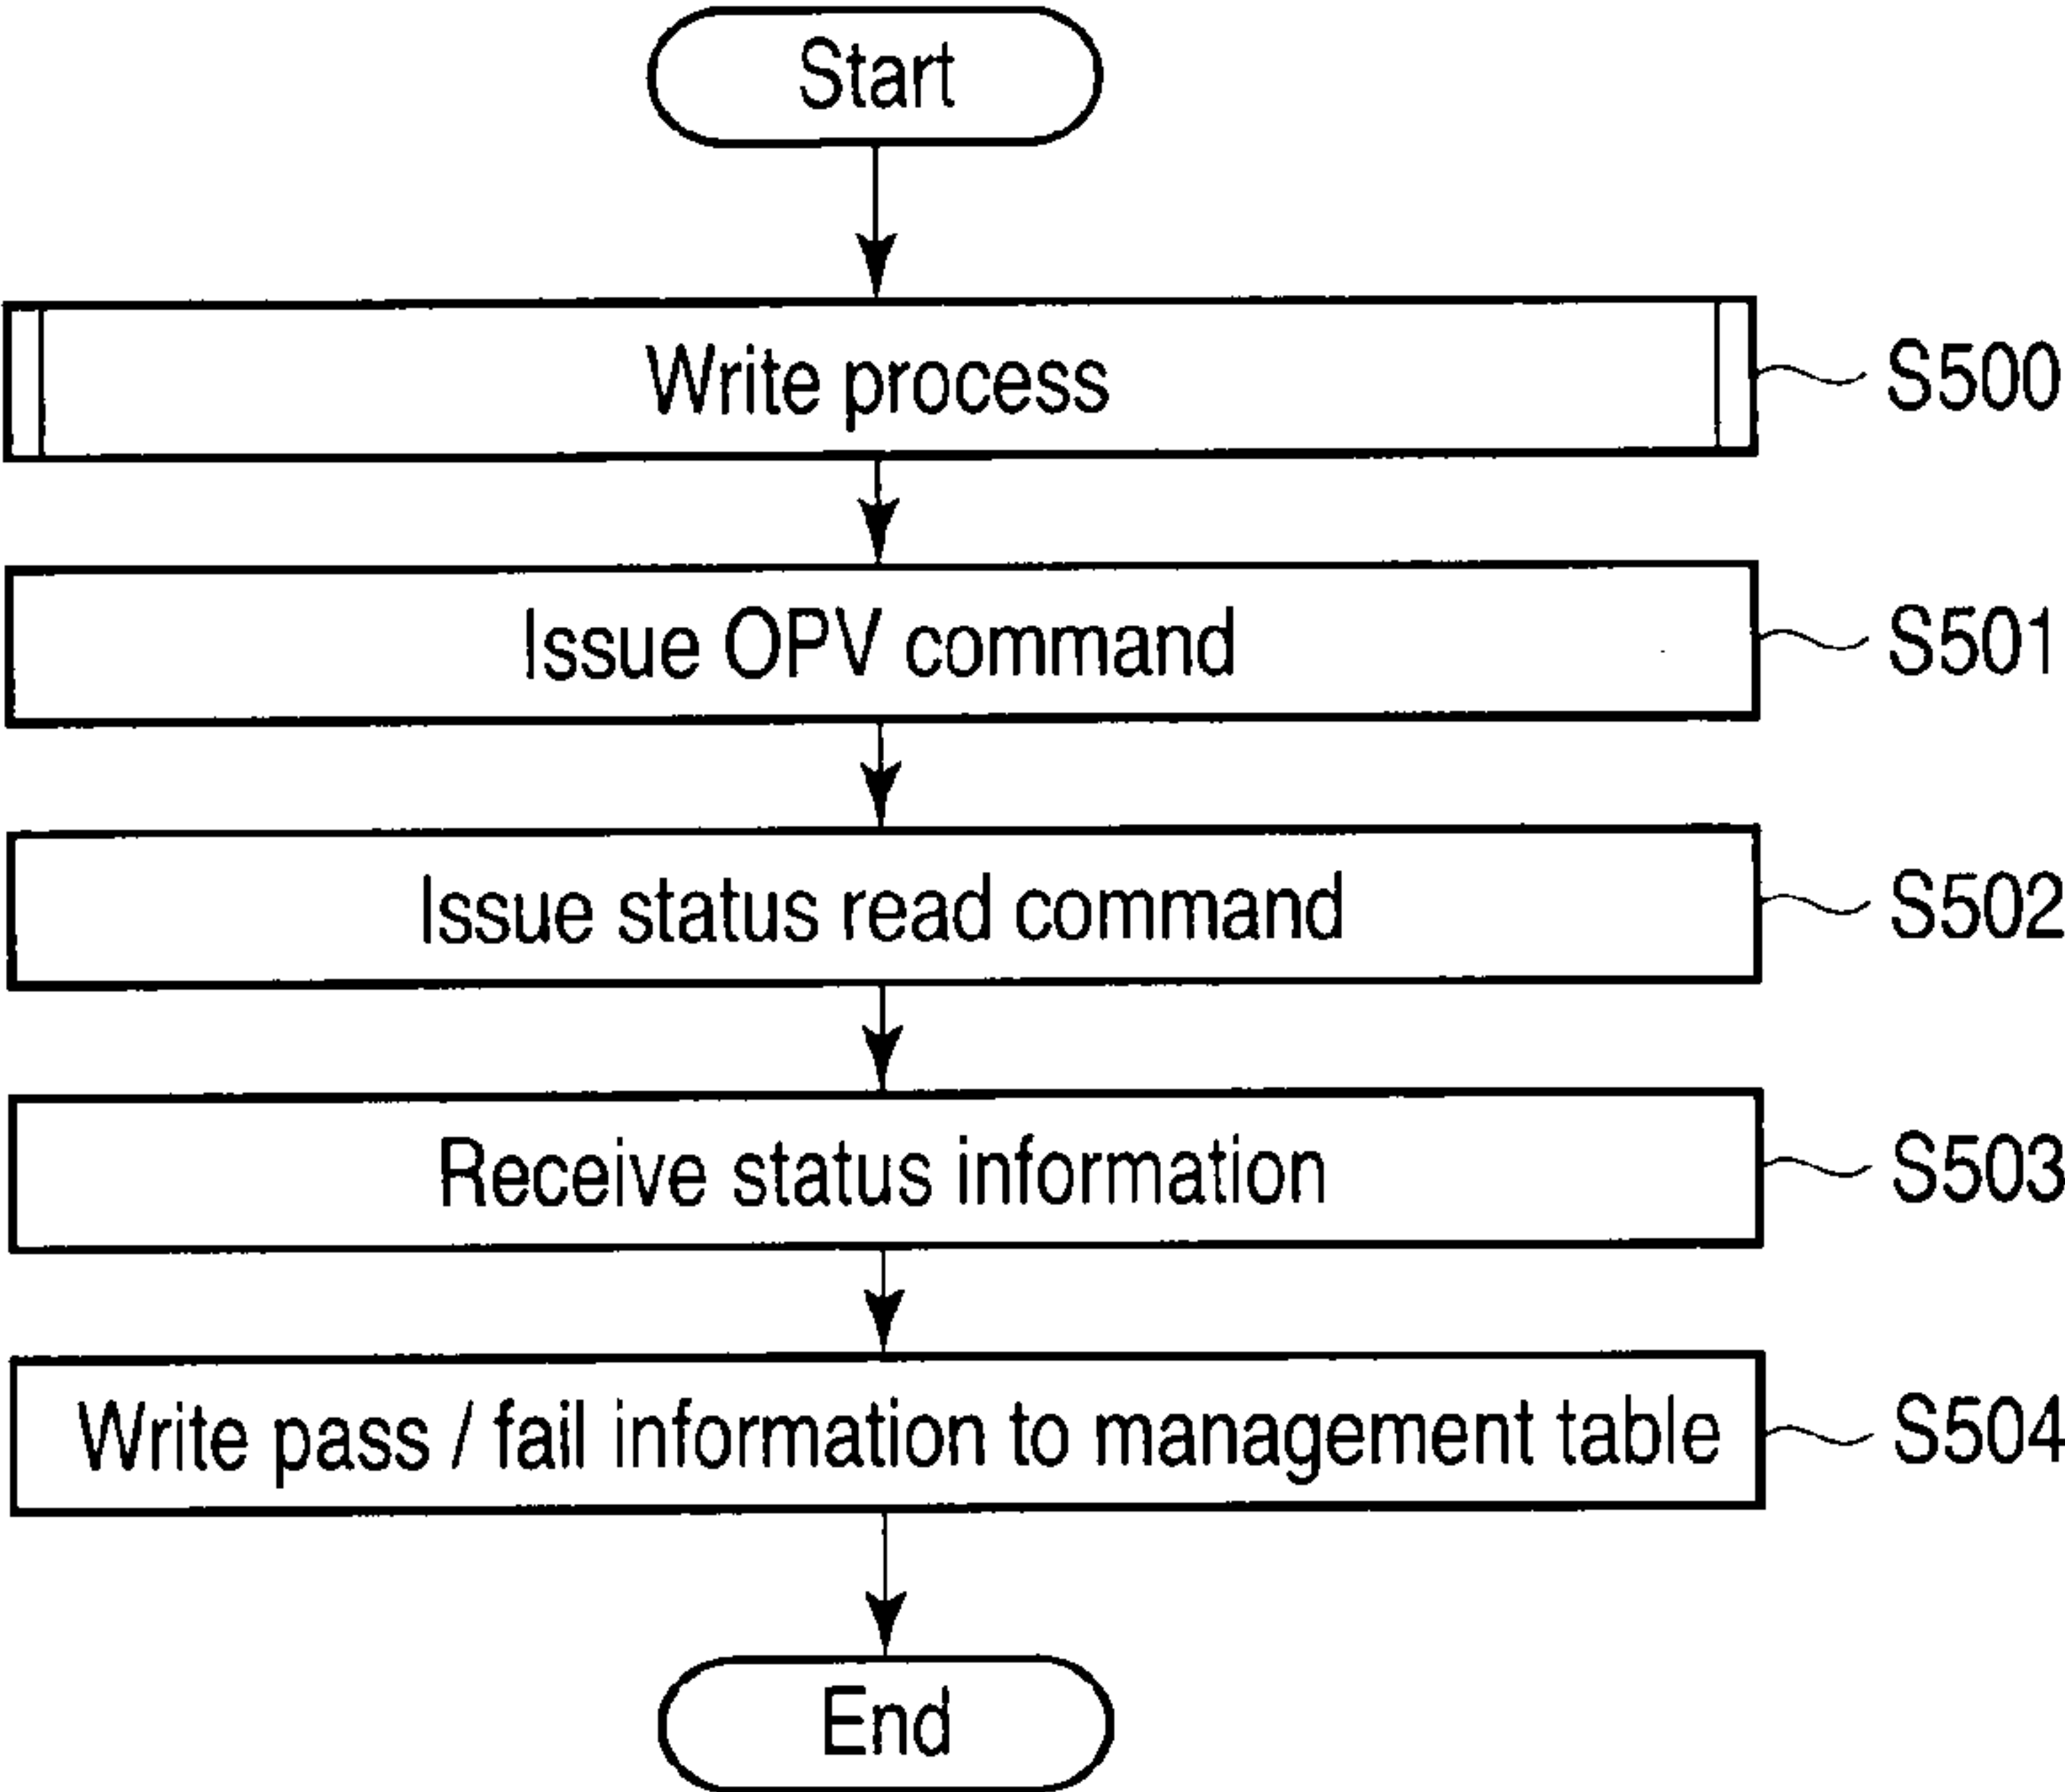 Start
Write process S500
Issue OPV command S501
Issue status read command S502
Receive status information S503
Write pass / fail information to management table S504
End